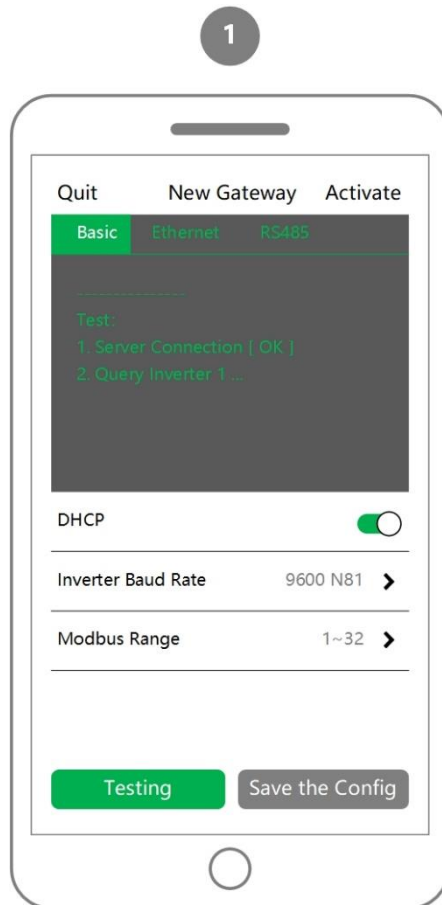 1
Quit New Gateway Activate
Basic Ethernet RS485
---------------
Test:
1. Server Connection [ OK ]
2. Query Inverter 1 ...
DHCP
Inverter Baud Rate 9600 N81
Modbus Range 1~32
Testing Save the Config